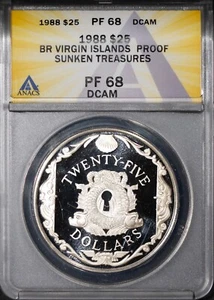 1988 $25 PF 68 DCAM
1988 $25
BR VIRGIN ISLANDS PROOF
SUNKEN TREASURES
PF 68
DCAM
ANACS
TWENTY-FIVE
DOLLARS